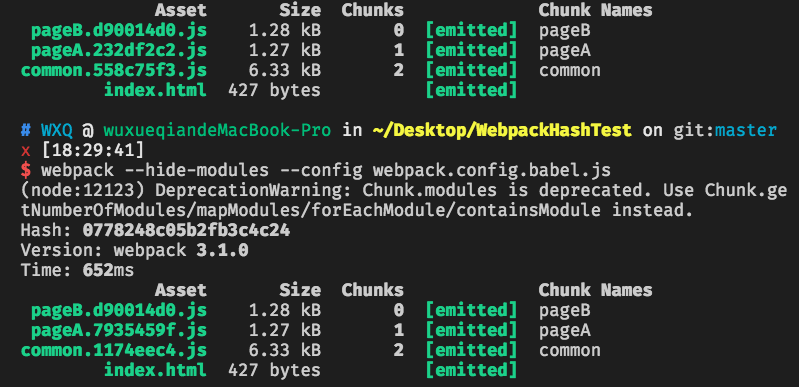 Asset Size Chunks Chunk Names
pageB.d90014d0.js 1.28 kB 0 [emitted] pageB
pageA.232df2c2.js 1.27 kB 1 [emitted] pageA
common.558c75f3.js 6.33 kB 2 [emitted] common
index.html 427 bytes [emitted]
# WXQ @ wuxueqiandeMacBook-Pro in ~/Desktop/WebpackHashTest on git:master
x [18:29:41]
$ webpack --hide-modules --config webpack.config.babel.js
(node:12123) DeprecationWarning: Chunk.modules is deprecated. Use Chunk.ge
tNumberOfModules/mapModules/forEachModule/containsModule instead.
Hash: 0778248c05b2fb3c4c24
Version: webpack 3.1.0
Time: 652ms
Asset Size Chunks Chunk Names
pageB.d90014d0.js 1.28 kB 0 [emitted] pageB
pageA.7935459f.js 1.27 kB 1 [emitted] pageA
common.1174eec4.js 6.33 kB 2 [emitted] common
index.html 427 bytes [emitted]